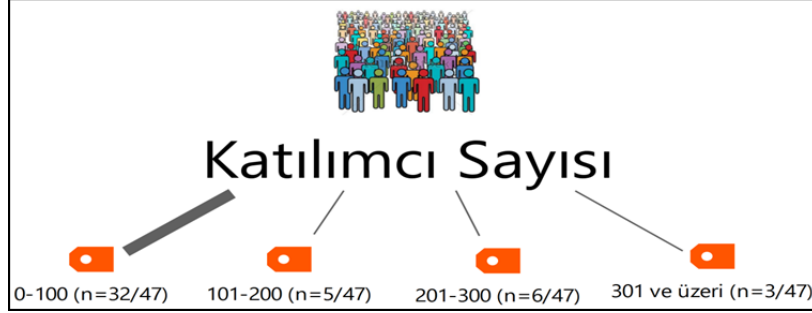 Katılımcı Sayısı
0-100 (n=32/47)
101-200 (n=5/47)
201-300 (n=6/47)
301 ve üzeri (n=3/47)